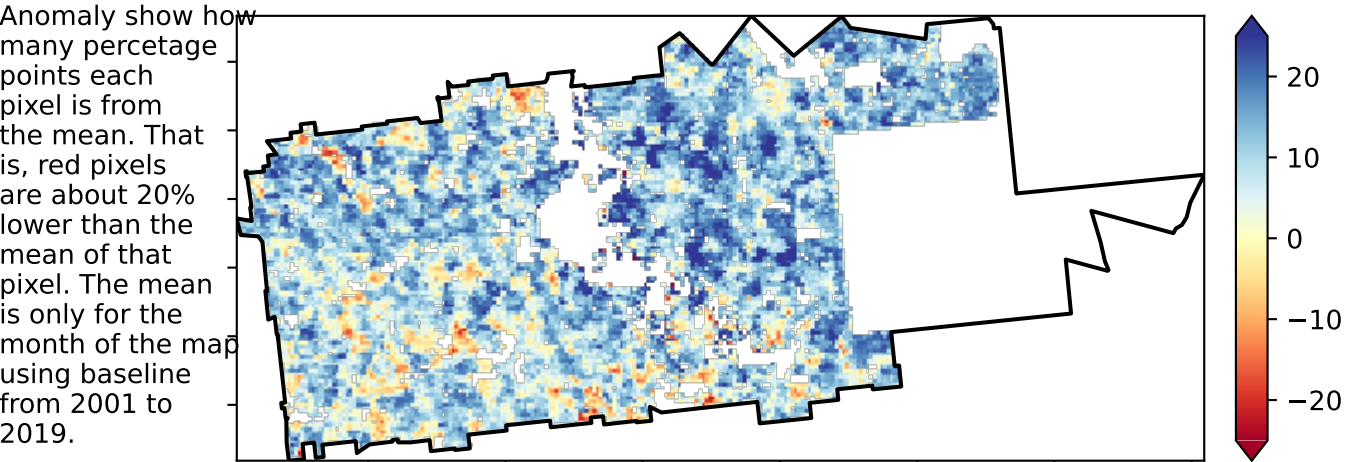 Anomaly show how
many percetage
points each
pixel is from
the mean. That
is, red pixels
are about 20%
lower than the
mean of that
pixel. The mean
is only for the
month of the map
using baseline
from 2001 to
2019.
20
10
0
−10
−20